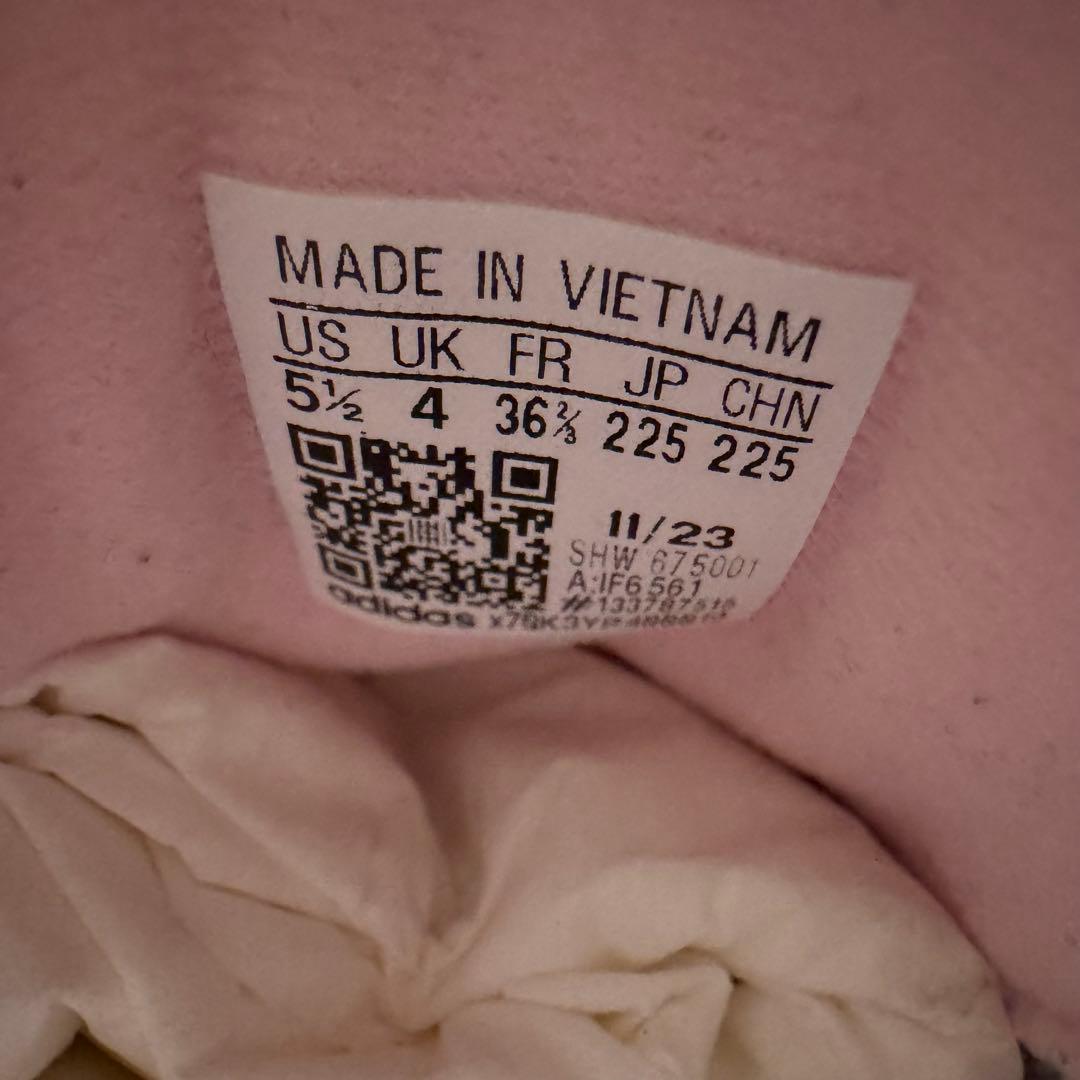 MADE IN VIETNAM
US UK FR JP CHN
5½ 4 36⅔ 225 225
11/23
SHW 675001
A:IF6561
#133787516
adidas